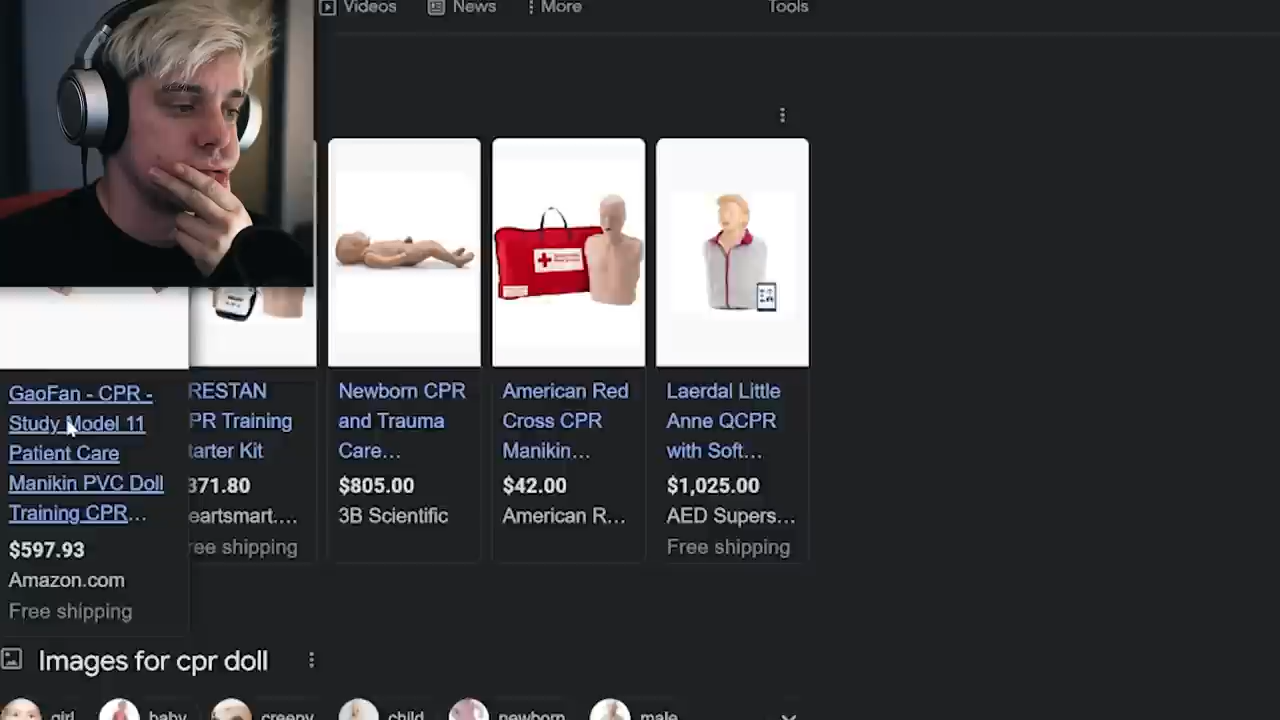 Videos
News
More
Tools
GaoFan - CPR -
Study Model 11
Patient Care
Manikin PVC Doll
Training CPR...
$597.93
Amazon.com
Free shipping
RESTAN
PR Training
tarter Kit
371.80
eartsmart....
ree shipping
Newborn CPR
and Trauma
Care...
$805.00
3B Scientific
American Red
Cross CPR
Manikin...
$42.00
American R...
Laerdal Little
Anne QCPR
with Soft...
$1,025.00
AED Supers...
Free shipping
Images for cpr doll
girl
baby
creepy
child
newborn
male